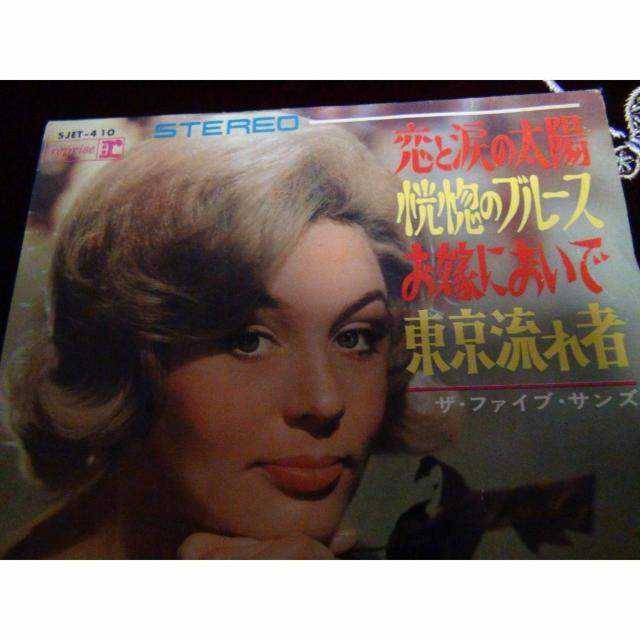 SJET-410
reprise
STEREO
恋と涙の太陽
恍惚のブルース
お嫁においで
東京流れ者
ザ・ファイブ・サンズ